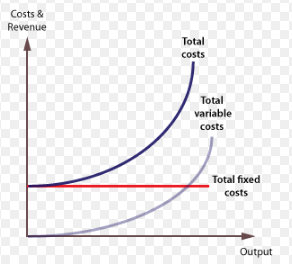 Costs &
Revenue
Total
costs
Total
variable
costs
Total fixed
costs
Output